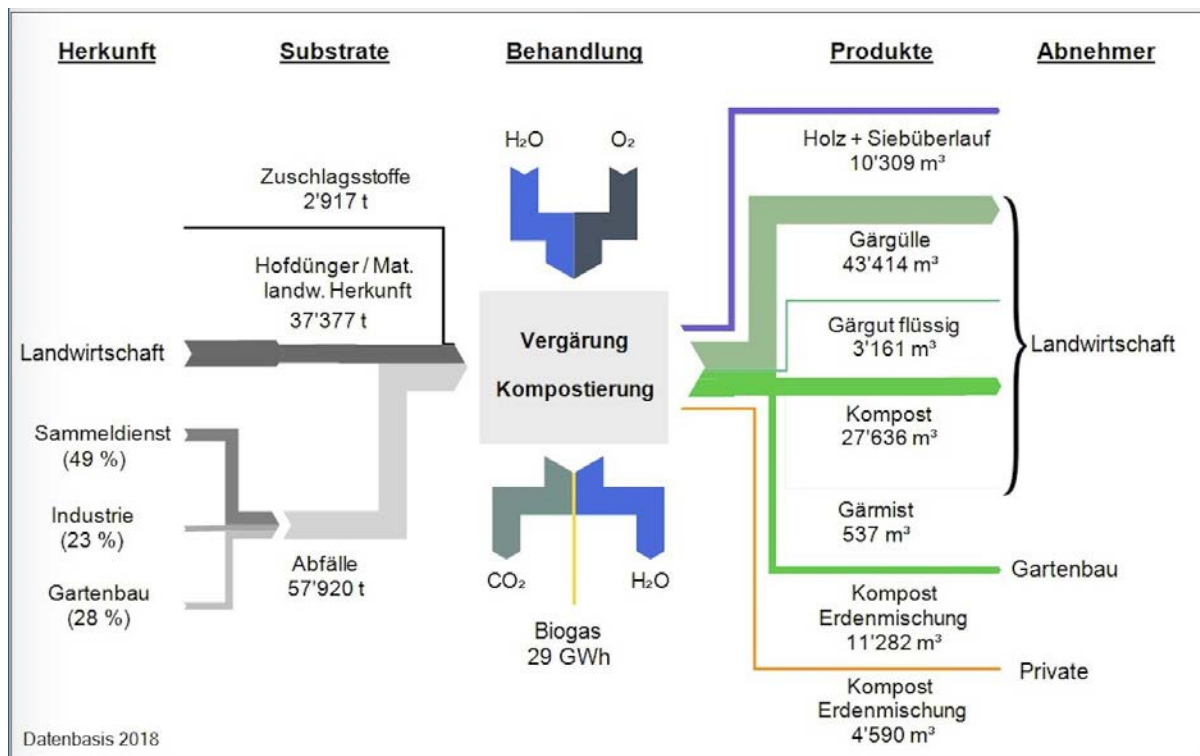 Herkunft
Substrate
Behandlung
Produkte
Abnehmer
H₂O
O₂
Zuschlagsstoffe
2'917 t
Hofdünger / Mat.
landw. Herkunft
37'377 t
Landwirtschaft
Sammeldienst
(49 %)
Industrie
(23 %)
Gartenbau
(28 %)
Abfälle
57'920 t
Vergärung
Kompostierung
CO₂
H₂O
Biogas
29 GWh
Holz + Siebüberlauf
10'309 m³
Gärgülle
43'414 m³
Gärgut flüssig
3'161 m³
Kompost
27'636 m³
Gärmist
537 m³
Kompost
Erdenmischung
11'282 m³
Kompost
Erdenmischung
4'590 m³
Landwirtschaft
Gartenbau
Private
Datenbasis 2018